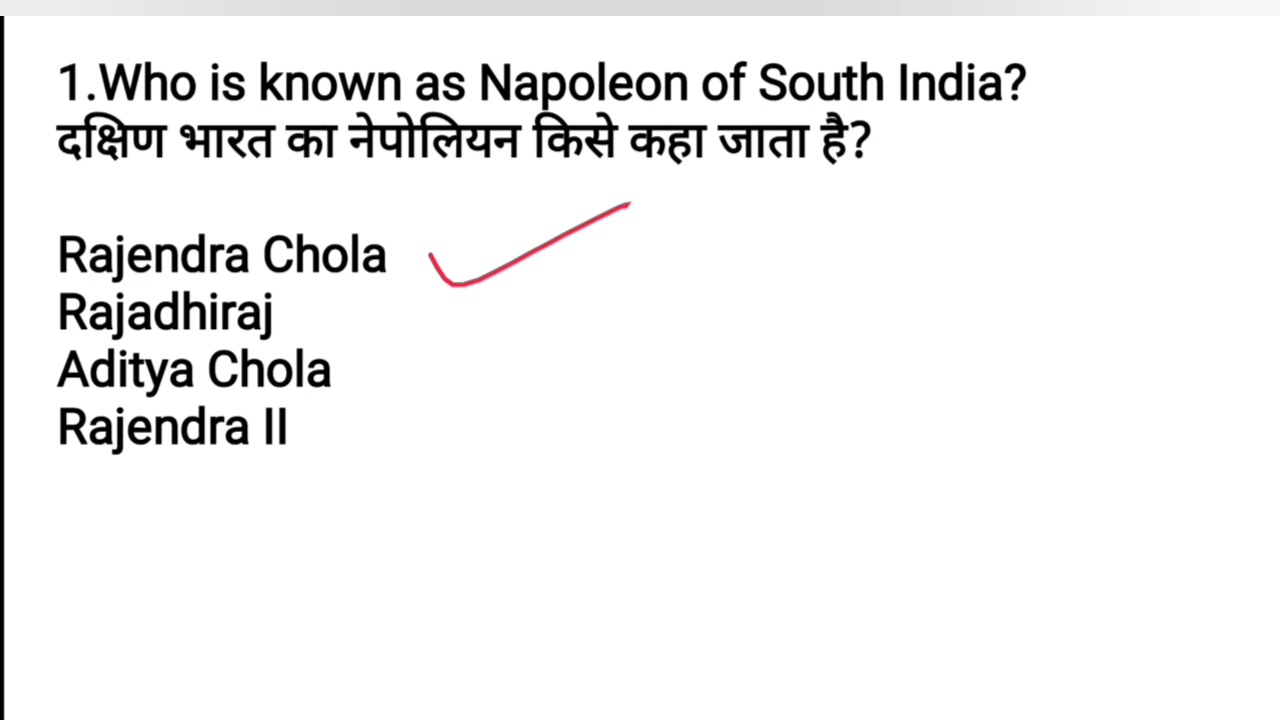 1.Who is known as Napoleon of South India?
दक्षिण भारत का नेपोलियन किसे कहा जाता है?
Rajendra Chola
Rajadhiraj
Aditya Chola
Rajendra II